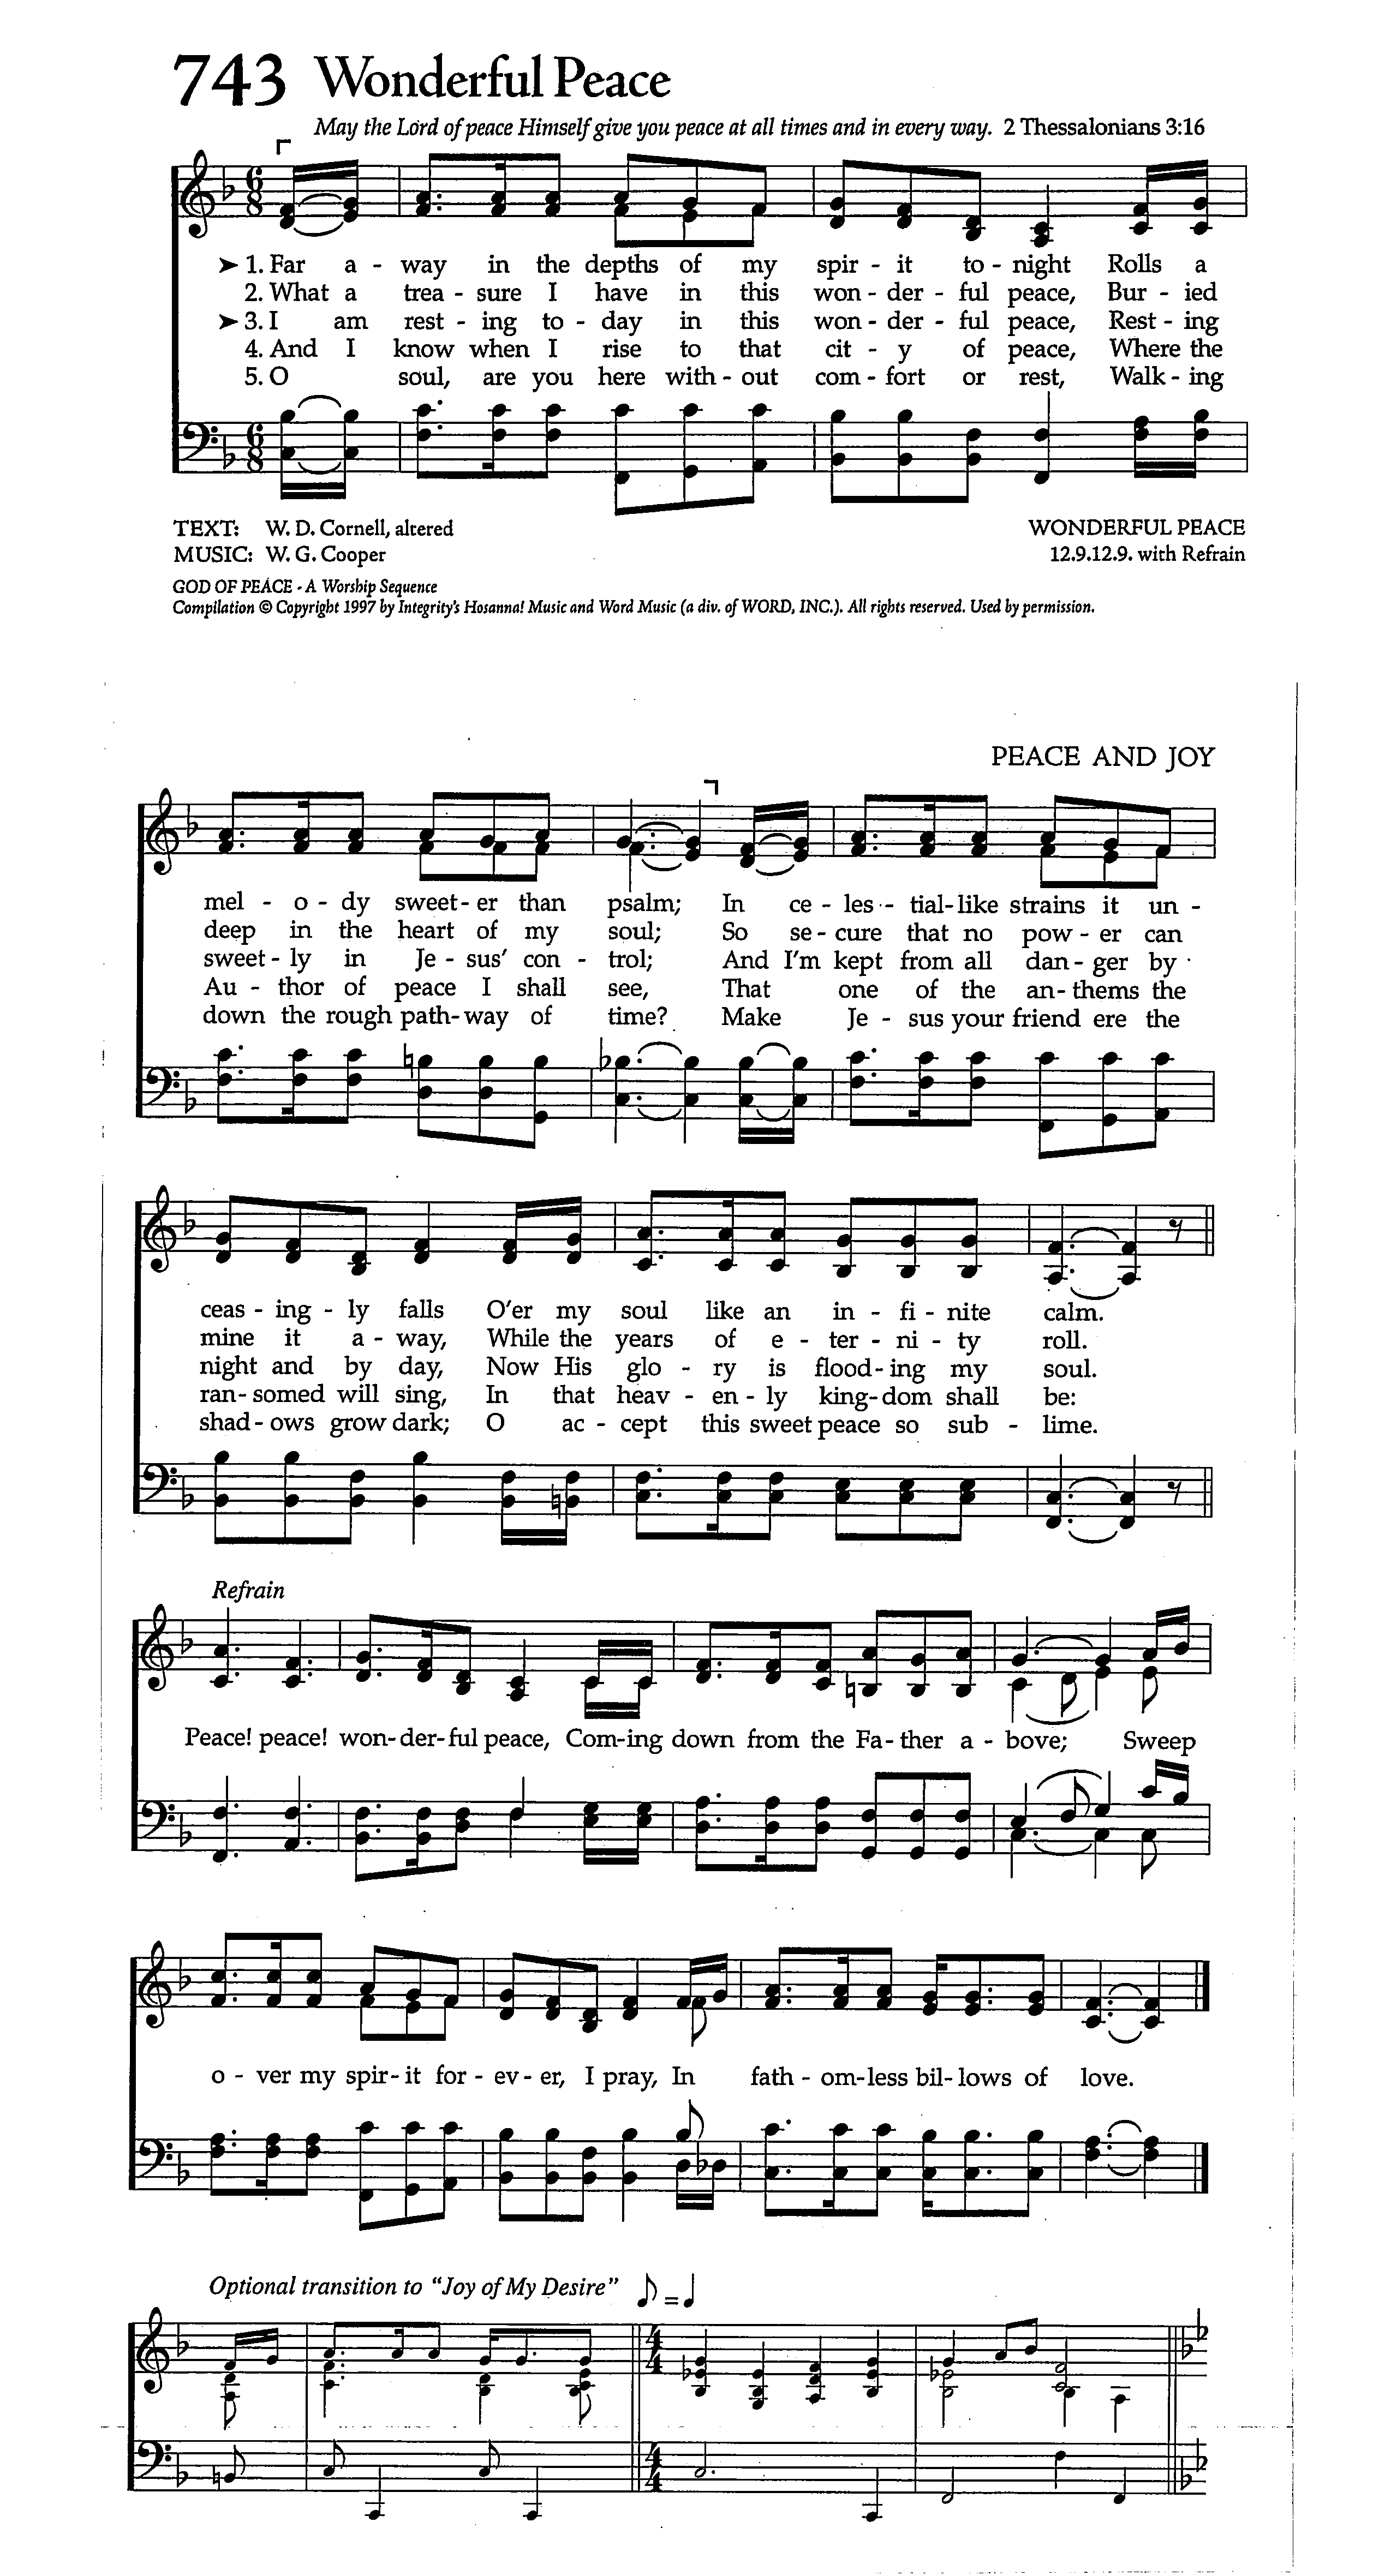 743 Wonderful Peace
May the Lord of peace Himself give you peace at all times and in every way. 2 Thessalonians 3:16
➤ 1. Far a - way in the depths of my spir - it to - night Rolls a
2. What a trea - sure I have in this won - der - ful peace, Bur - ied
➤ 3. I am rest - ing to - day in this won - der - ful peace, Rest - ing
4. And I know when I rise to that cit - y of peace, Where the
5. O soul, are you here with - out com - fort or rest, Walk - ing
TEXT: W. D. Cornell, altered WONDERFUL PEACE
MUSIC: W. G. Cooper 12.9.12.9. with Refrain
GOD OF PEACE - A Worship Sequence
Compilation © Copyright 1997 by Integrity's Hosanna! Music and Word Music (a div. of WORD, INC.). All rights reserved. Used by permission.
PEACE AND JOY
mel - o - dy sweet - er than psalm; In ce - les - tial - like strains it un -
deep in the heart of my soul; So se - cure that no pow - er can
sweet - ly in Je - sus' con - trol; And I'm kept from all dan - ger by
Au - thor of peace I shall see, That one of the an - thems the
down the rough path - way of time? Make Je - sus your friend ere the
ceas - ing - ly falls O'er my soul like an in - fi - nite calm.
mine it a - way, While the years of e - ter - ni - ty roll.
night and by day, Now His glo - ry is flood - ing my soul.
ran - somed will sing, In that heav - en - ly king - dom shall be:
shad - ows grow dark; O ac - cept this sweet peace so sub - lime.
Refrain
Peace! peace! won - der - ful peace, Com - ing down from the Fa - ther a - bove; Sweep
o - ver my spir - it for - ev - er, I pray, In fath - om - less bil - lows of love.
Optional transition to "Joy of My Desire" ♪ = ♩